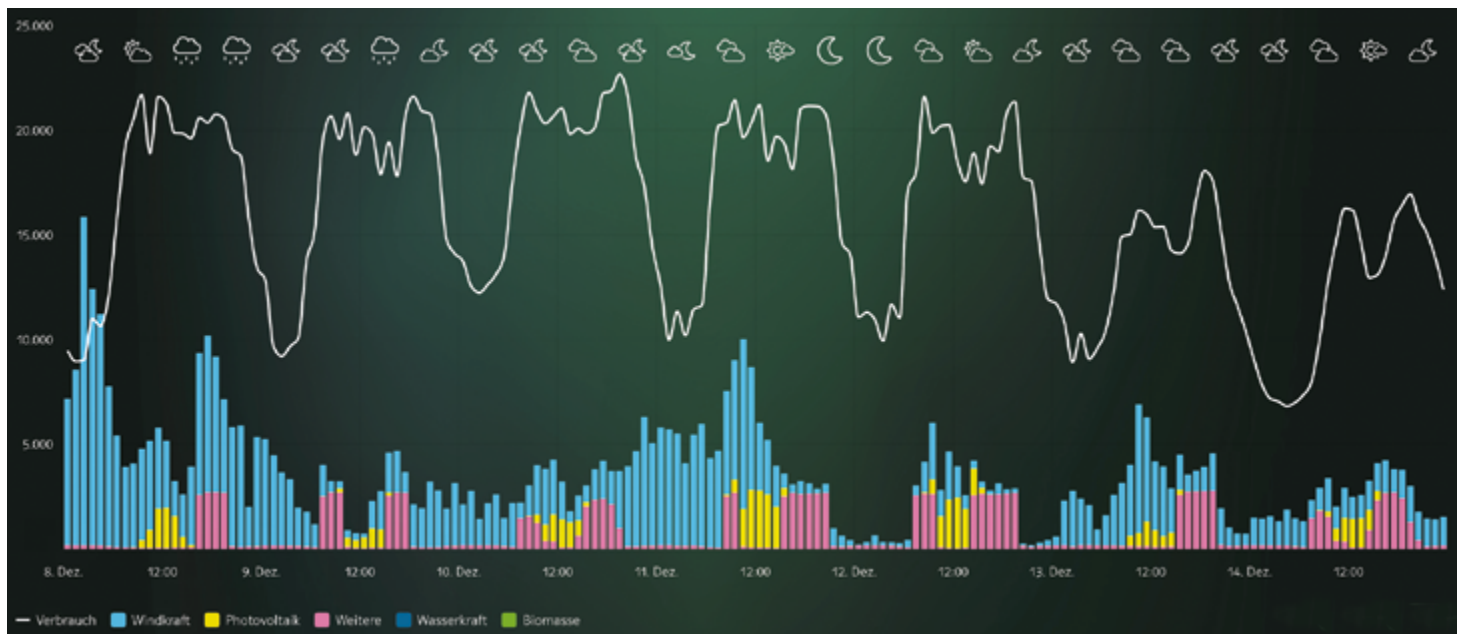 25.000
20.000
15.000
10.000
5.000
8. Dez. 12:00 9. Dez. 12:00 10. Dez. 12:00 11. Dez. 12:00 12. Dez. 12:00 13. Dez. 12:00 14. Dez. 12:00
Verbrauch Windkraft Photovoltaik Weitere Wasserkraft Biomasse